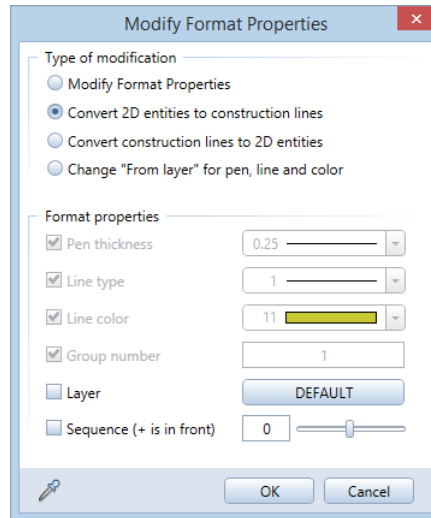 Modify Format Properties
Type of modification
Modify Format Properties
Convert 2D entities to construction lines
Convert construction lines to 2D entities
Change "From layer" for pen, line and color
Format properties
Pen thickness 0.25
Line type 1
Line color 11
Group number 1
Layer DEFAULT
Sequence (+ is in front) 0
OK Cancel